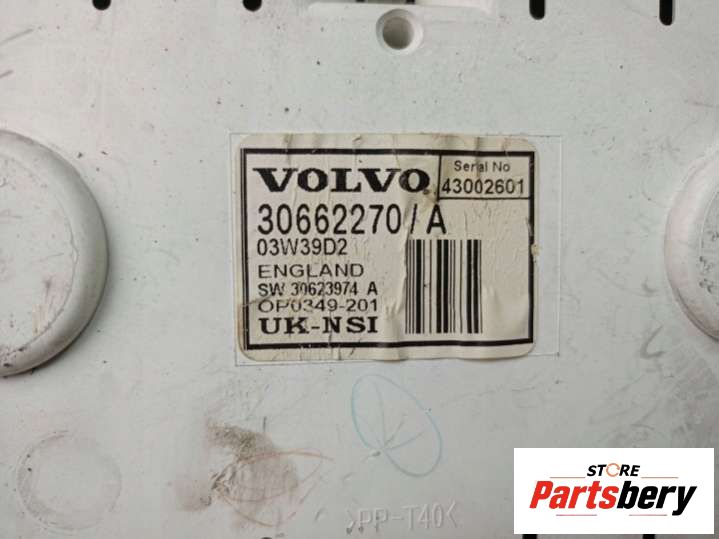 VOLVO
Serial No
43002601
30662270/A
03W39D2
ENGLAND
SW 30623974 A
OP0349-201
UK-NSI
>PP-T40<
STORE
Partsbery